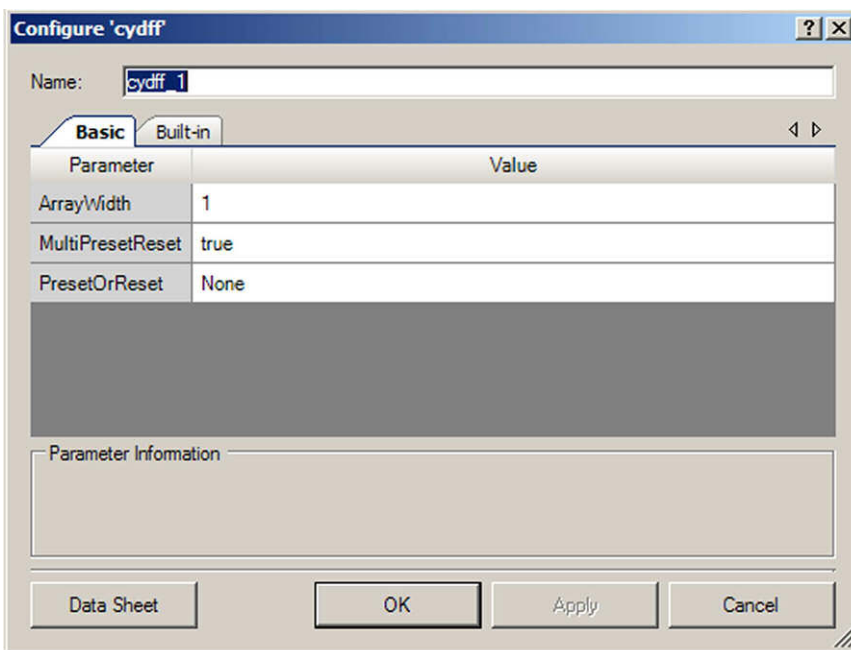 Configure 'cydff'
Name: cydff_1
Basic Built-in
Parameter Value
ArrayWidth 1
MultiPresetReset true
PresetOrReset None
Parameter Information
Data Sheet OK Apply Cancel